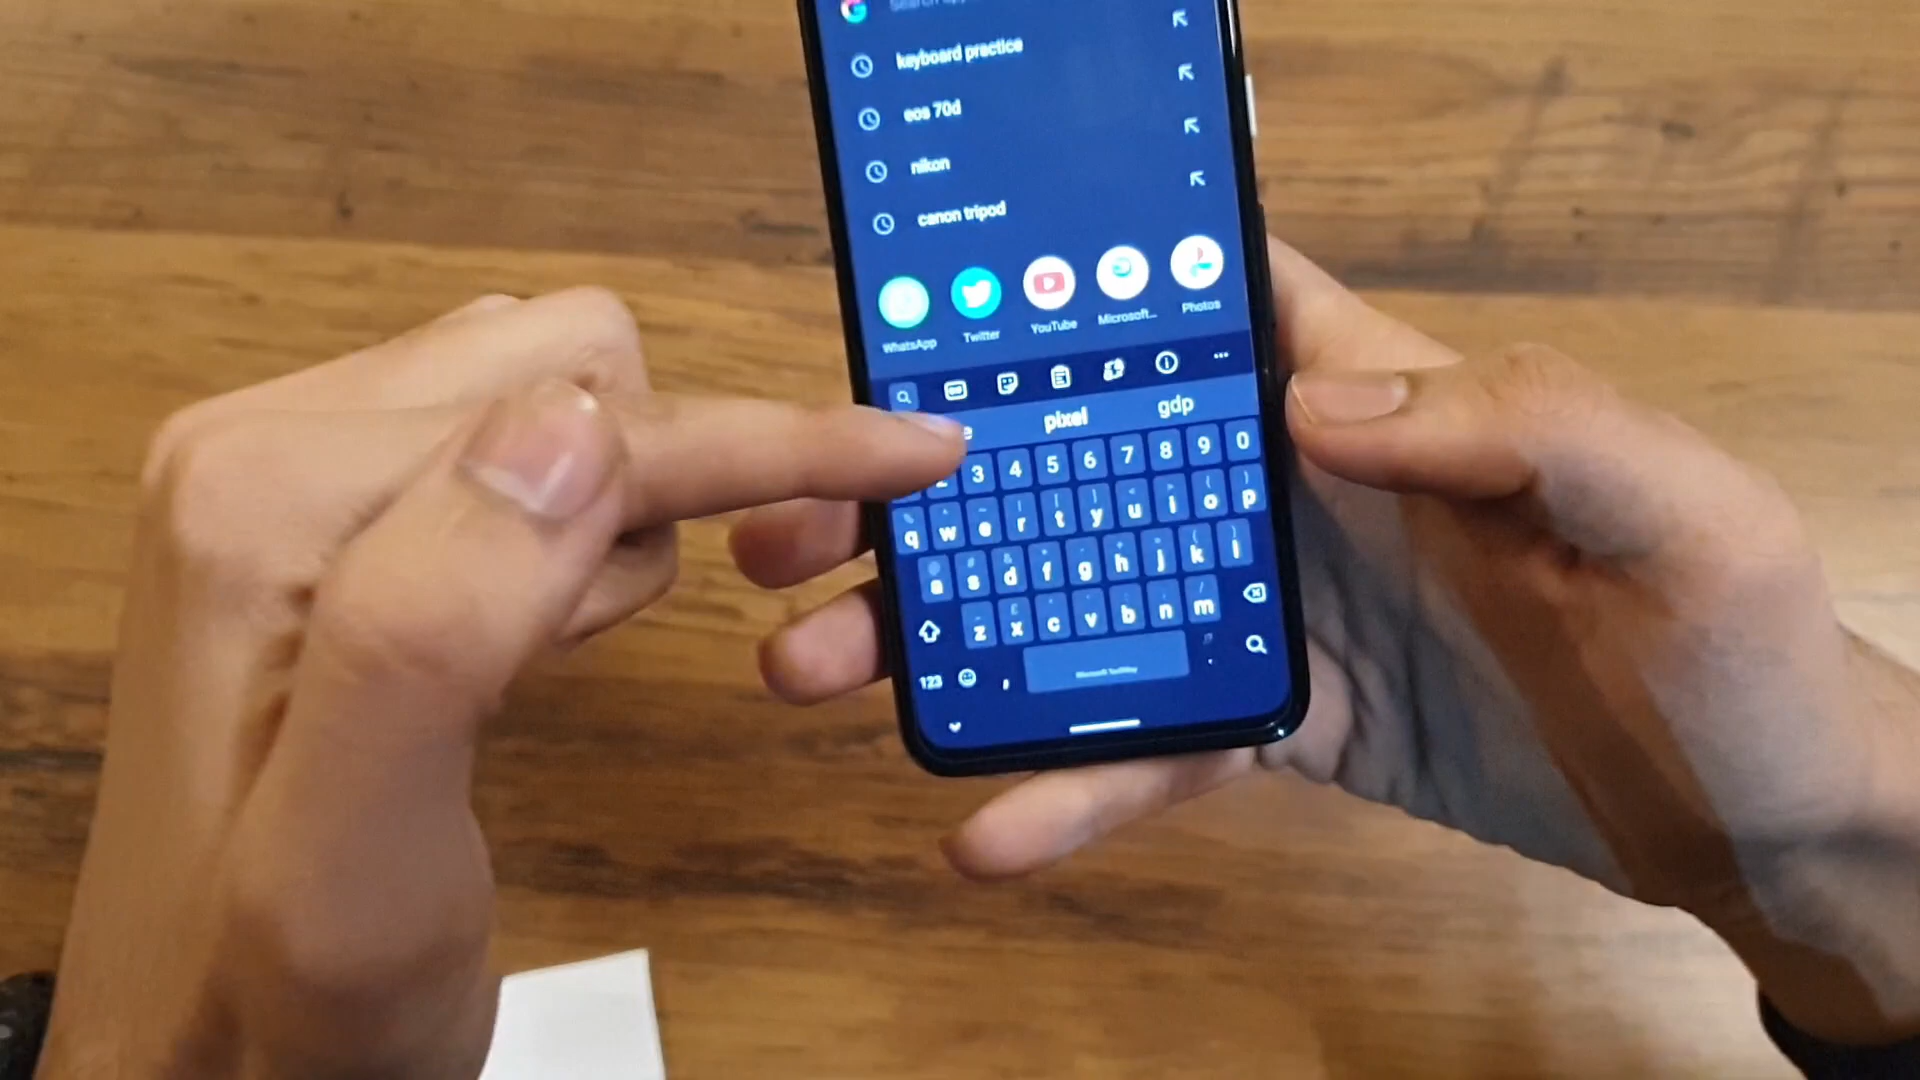 keyboard practice
eos 70d
nikon
canon tripod
WhatsApp
Twitter
YouTube
Microsoft...
Photos
pixel
gdp
2 3 4 5 6 7 8 9 0
q w e r t y u i o p
a s d f g h j k l
z x c v b n m
123 , .